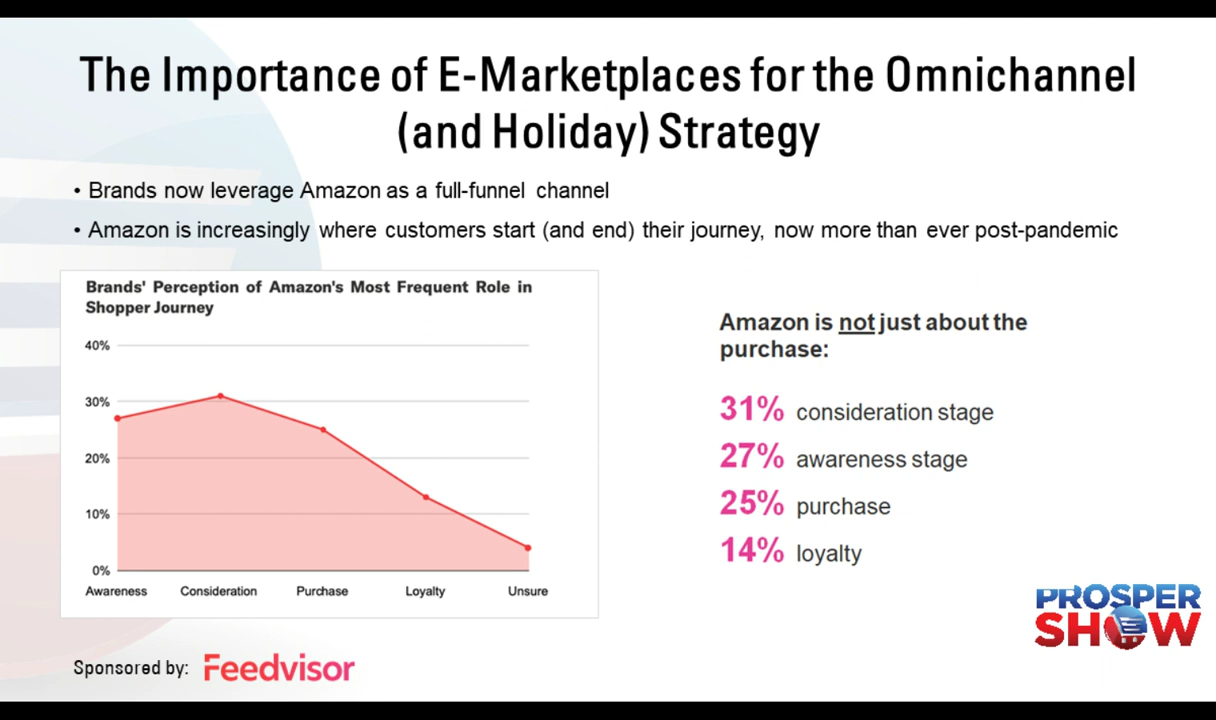 The Importance of E-Marketplaces for the Omnichannel
(and Holiday) Strategy
• Brands now leverage Amazon as a full-funnel channel
• Amazon is increasingly where customers start (and end) their journey, now more than ever post-pandemic
Brands' Perception of Amazon's Most Frequent Role in
Shopper Journey
40%
30%
20%
10%
0%
Awareness Consideration Purchase Loyalty Unsure
Amazon is not just about the
purchase:
31% consideration stage
27% awareness stage
25% purchase
14% loyalty
PROSPER
SHOW
Sponsored by: Feedvisor